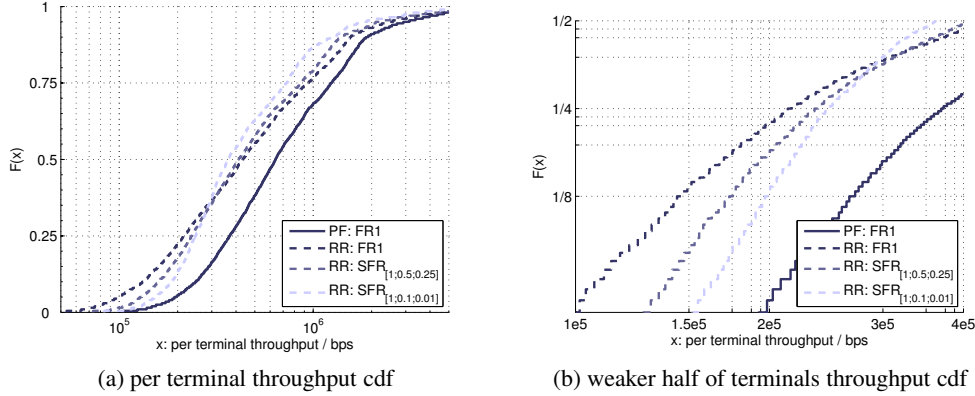 1
0.75
0.5
0.25
0
F(x)
10^5
10^6
x: per terminal throughput / bps
PF: FR1
RR: FR1
RR: SFR[1;0.5;0.25]
RR: SFR[1;0.1;0.01]
(a) per terminal throughput cdf
1/2
1/4
1/8
F(x)
1e5
1.5e5
2e5
3e5
4e5
x: per terminal throughput / bps
PF: FR1
RR: FR1
RR: SFR[1;0.5;0.25]
RR: SFR[1;0.1;0.01]
(b) weaker half of terminals throughput cdf